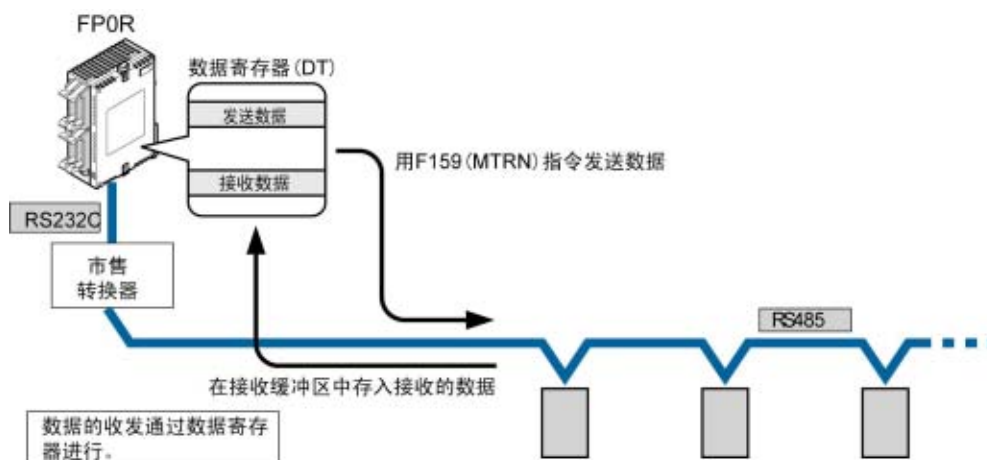 FP0R
数据寄存器(DT)
发送数据
接收数据
用F159(MTRN)指令发送数据
RS232C
市售
转换器
RS485
在接收缓冲区中存入接收的数据
数据的收发通过数据寄存
器进行。